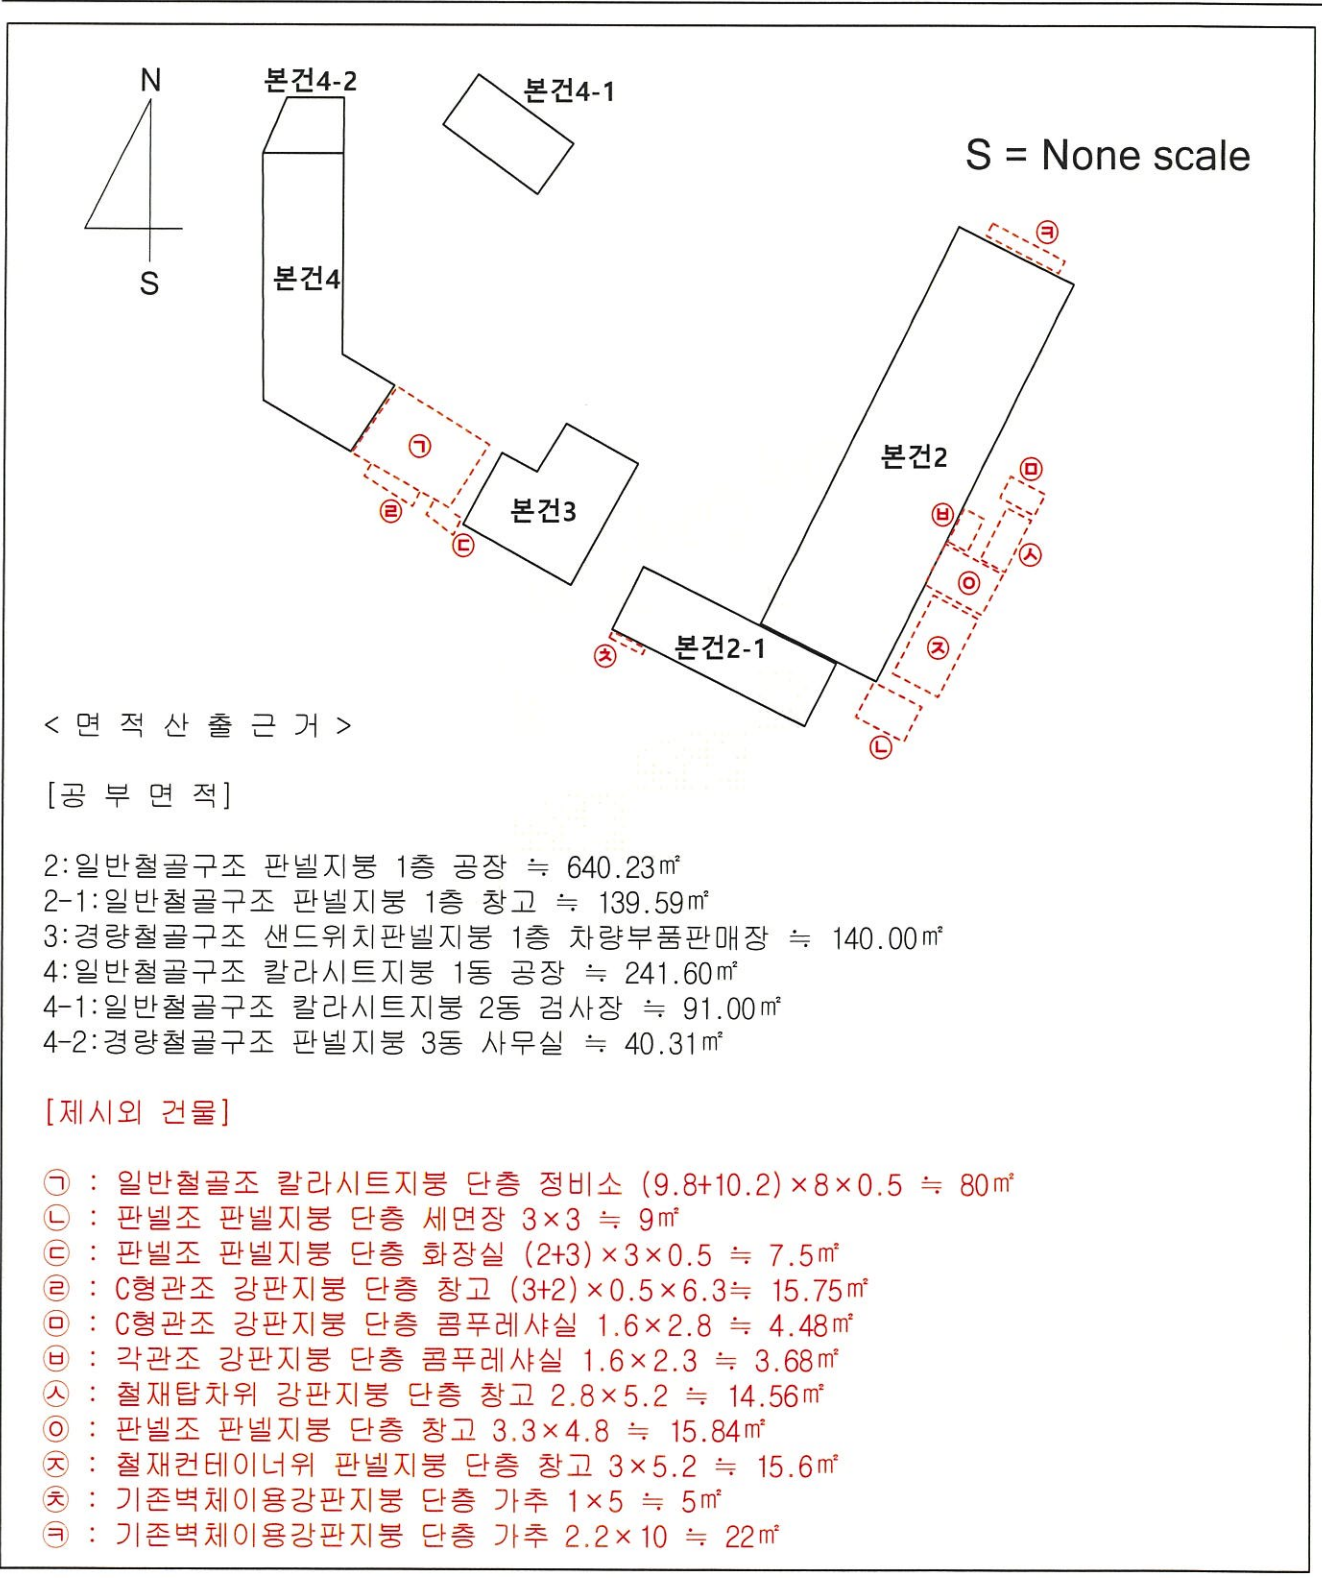 N
S
본건4-2
본건4-1
S = None scale
㉪
본건4
본건2
㉠
㉤
㉣
본건3
㉥
㉢
㉦
㉧
본건2-1
㉨
㉩
㉡
< 면 적 산 출 근 거 >
[공 부 면 적]
2:일반철골구조 판넬지붕 1층 공장 ≒ 640.23㎡
2-1:일반철골구조 판넬지붕 1층 창고 ≒ 139.59㎡
3:경량철골구조 샌드위치판넬지붕 1층 차량부품판매장 ≒ 140.00㎡
4:일반철골구조 칼라시트지붕 1동 공장 ≒ 241.60㎡
4-1:일반철골구조 칼라시트지붕 2동 검사장 ≒ 91.00㎡
4-2:경량철골구조 판넬지붕 3동 사무실 ≒ 40.31㎡
[제시외 건물]
㉠ : 일반철골조 칼라시트지붕 단층 정비소 (9.8+10.2)×8×0.5 ≒ 80㎡
㉡ : 판넬조 판넬지붕 단층 세면장 3×3 ≒ 9㎡
㉢ : 판넬조 판넬지붕 단층 화장실 (2+3)×3×0.5 ≒ 7.5㎡
㉣ : C형관조 강판지붕 단층 창고 (3+2)×0.5×6.3≒ 15.75㎡
㉤ : C형관조 강판지붕 단층 콤푸레샤실 1.6×2.8 ≒ 4.48㎡
㉥ : 각관조 강판지붕 단층 콤푸레샤실 1.6×2.3 ≒ 3.68㎡
㉦ : 철재탑차위 강판지붕 단층 창고 2.8×5.2 ≒ 14.56㎡
㉧ : 판넬조 판넬지붕 단층 창고 3.3×4.8 ≒ 15.84㎡
㉨ : 철재컨테이너위 판넬지붕 단층 창고 3×5.2 ≒ 15.6㎡
㉩ : 기존벽체이용강판지붕 단층 가추 1×5 ≒ 5㎡
㉪ : 기존벽체이용강판지붕 단층 가추 2.2×10 ≒ 22㎡